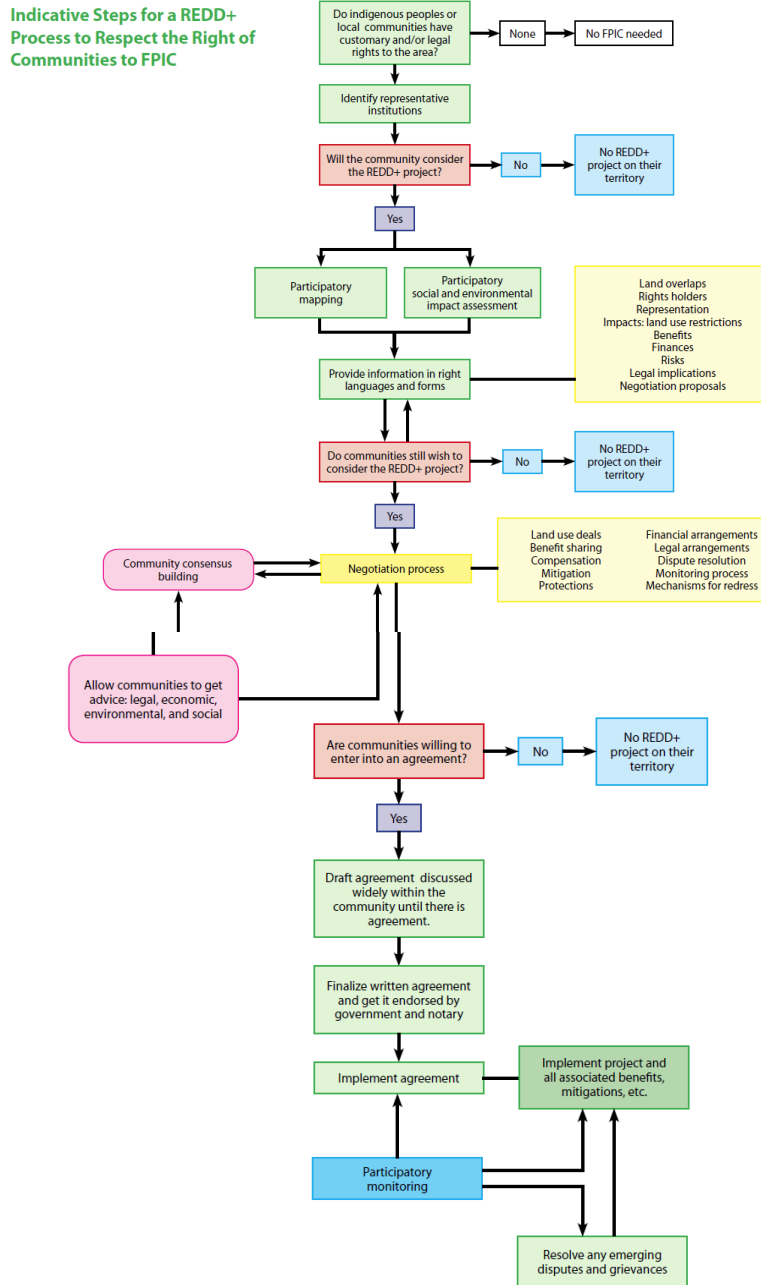 Indicative Steps for a REDD+
Process to Respect the Right of
Communities to FPIC
Do indigenous peoples or
local communities have
customary and/or legal
rights to the area?
None
No FPIC needed
Identify representative
institutions
Will the community consider
the REDD+ project?
No
No REDD+
project on their
territory
Yes
Participatory
mapping
Participatory
social and environmental
impact assessment
Land overlaps
Rights holders
Representation
Impacts: land use restrictions
Benefits
Finances
Risks
Legal implications
Negotiation proposals
Provide information in right
languages and forms
Do communities still wish to
consider the REDD+ project?
No
No REDD+
project on their
territory
Yes
Community consensus
building
Negotiation process
Land use deals
Benefit sharing
Compensation
Mitigation
Protections
Financial arrangements
Legal arrangements
Dispute resolution
Monitoring process
Mechanisms for redress
Allow communities to get
advice: legal, economic,
environmental, and social
Are communities willing to
enter into an agreement?
No
No REDD+
project on their
territory
Yes
Draft agreement discussed
widely within the
community until there is
agreement.
Finalize written agreement
and get it endorsed by
government and notary
Implement agreement
Implement project and
all associated benefits,
mitigations, etc.
Participatory
monitoring
Resolve any emerging
disputes and grievances